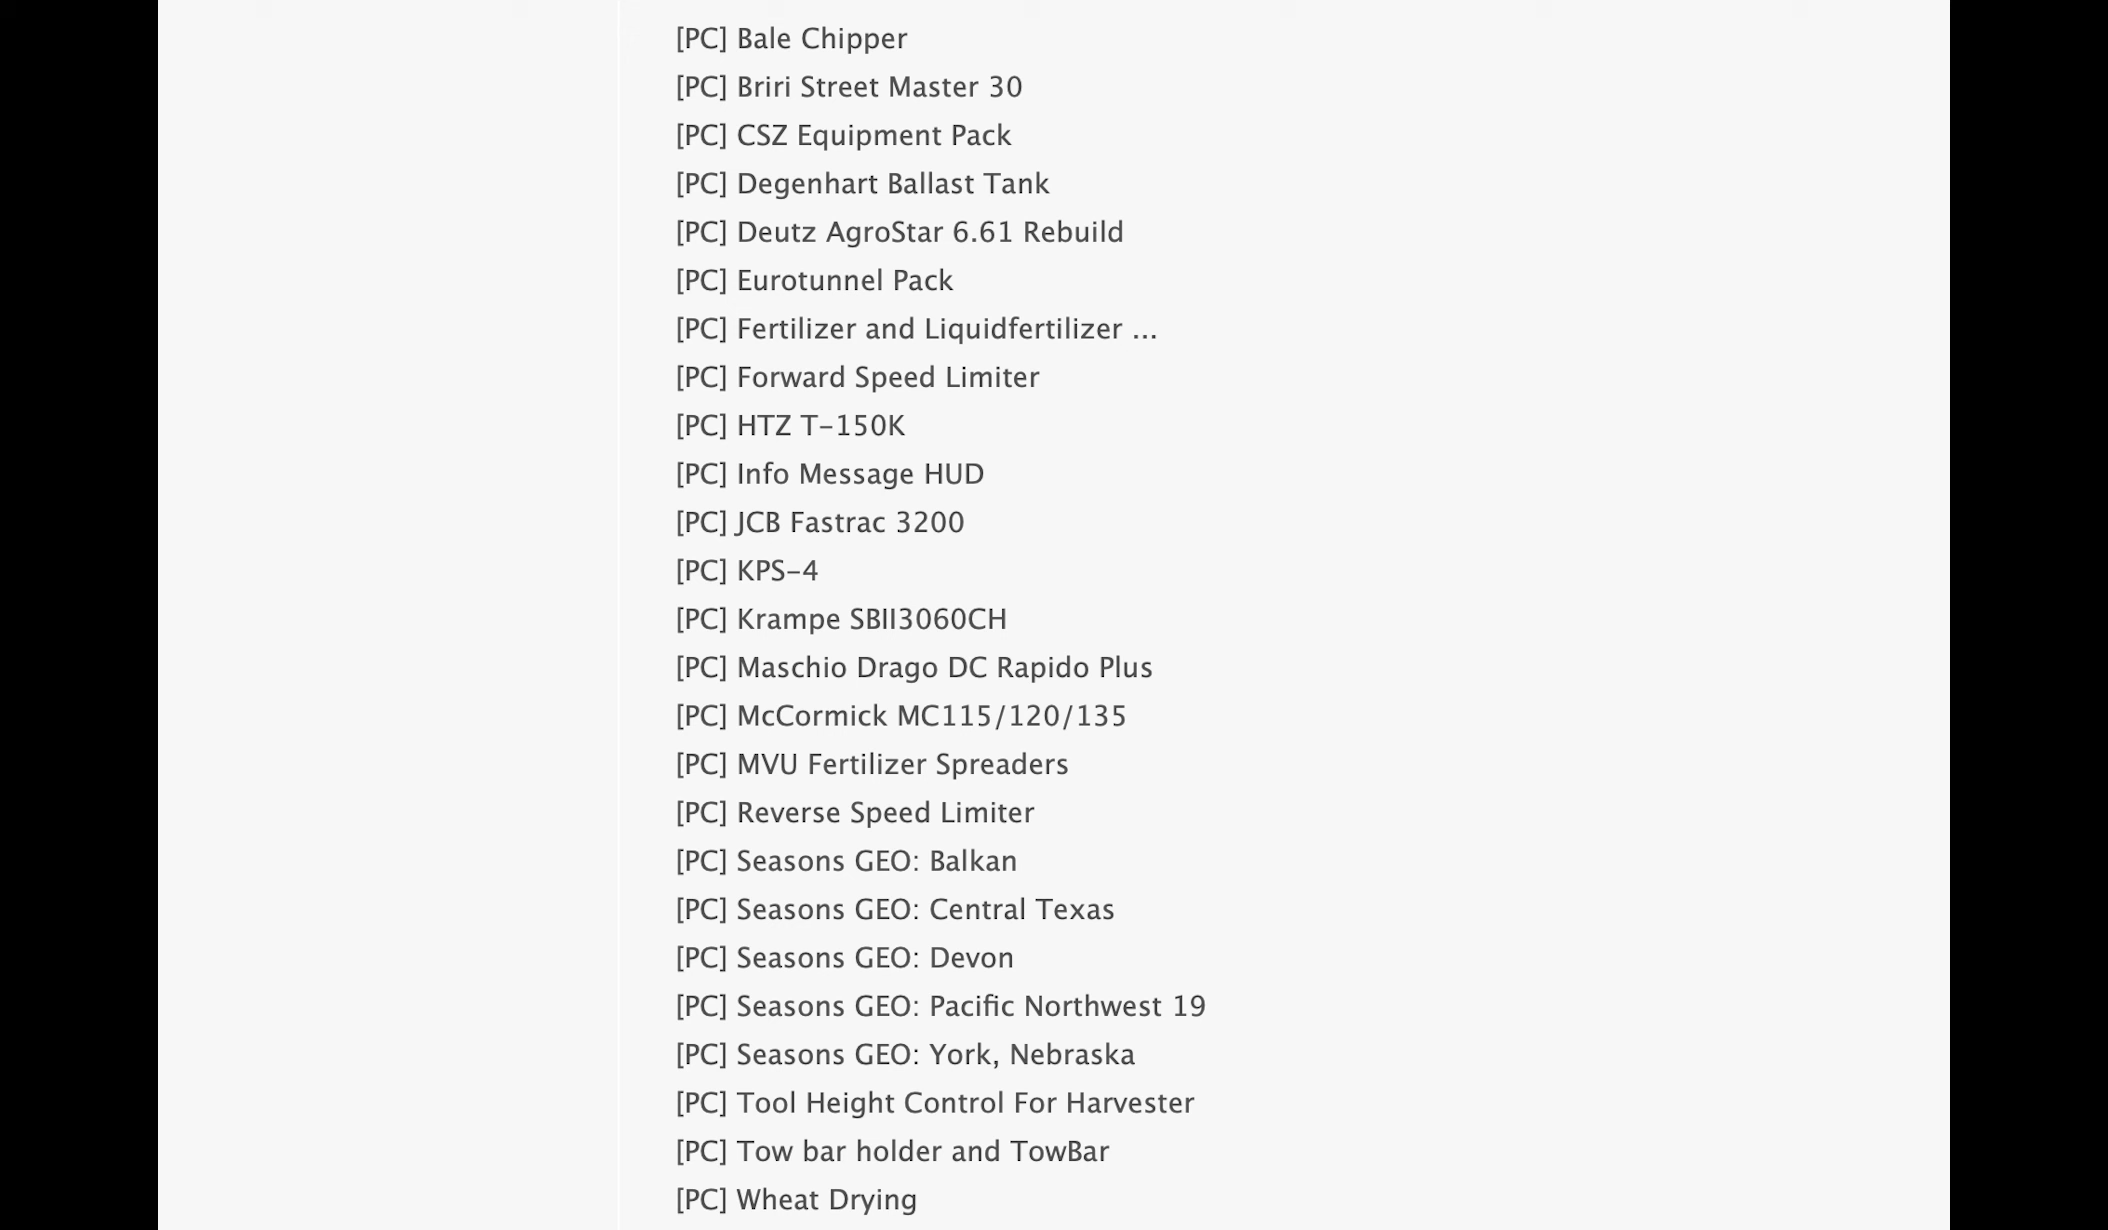 [PC] Bale Chipper
[PC] Briri Street Master 30
[PC] CSZ Equipment Pack
[PC] Degenhart Ballast Tank
[PC] Deutz AgroStar 6.61 Rebuild
[PC] Eurotunnel Pack
[PC] Fertilizer and Liquidfertilizer ...
[PC] Forward Speed Limiter
[PC] HTZ T-150K
[PC] Info Message HUD
[PC] JCB Fastrac 3200
[PC] KPS-4
[PC] Krampe SBII3060CH
[PC] Maschio Drago DC Rapido Plus
[PC] McCormick MC115/120/135
[PC] MVU Fertilizer Spreaders
[PC] Reverse Speed Limiter
[PC] Seasons GEO: Balkan
[PC] Seasons GEO: Central Texas
[PC] Seasons GEO: Devon
[PC] Seasons GEO: Pacific Northwest 19
[PC] Seasons GEO: York, Nebraska
[PC] Tool Height Control For Harvester
[PC] Tow bar holder and TowBar
[PC] Wheat Drying